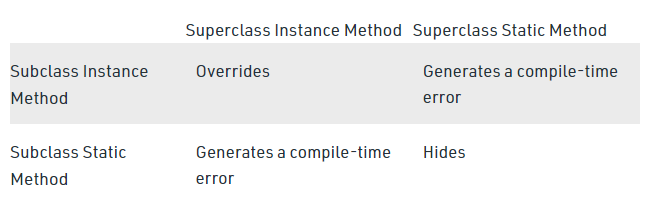 Superclass Instance Method Superclass Static Method
Subclass Instance Overrides Generates a compile-time
Method error
Subclass Static Generates a compile-time Hides
Method error